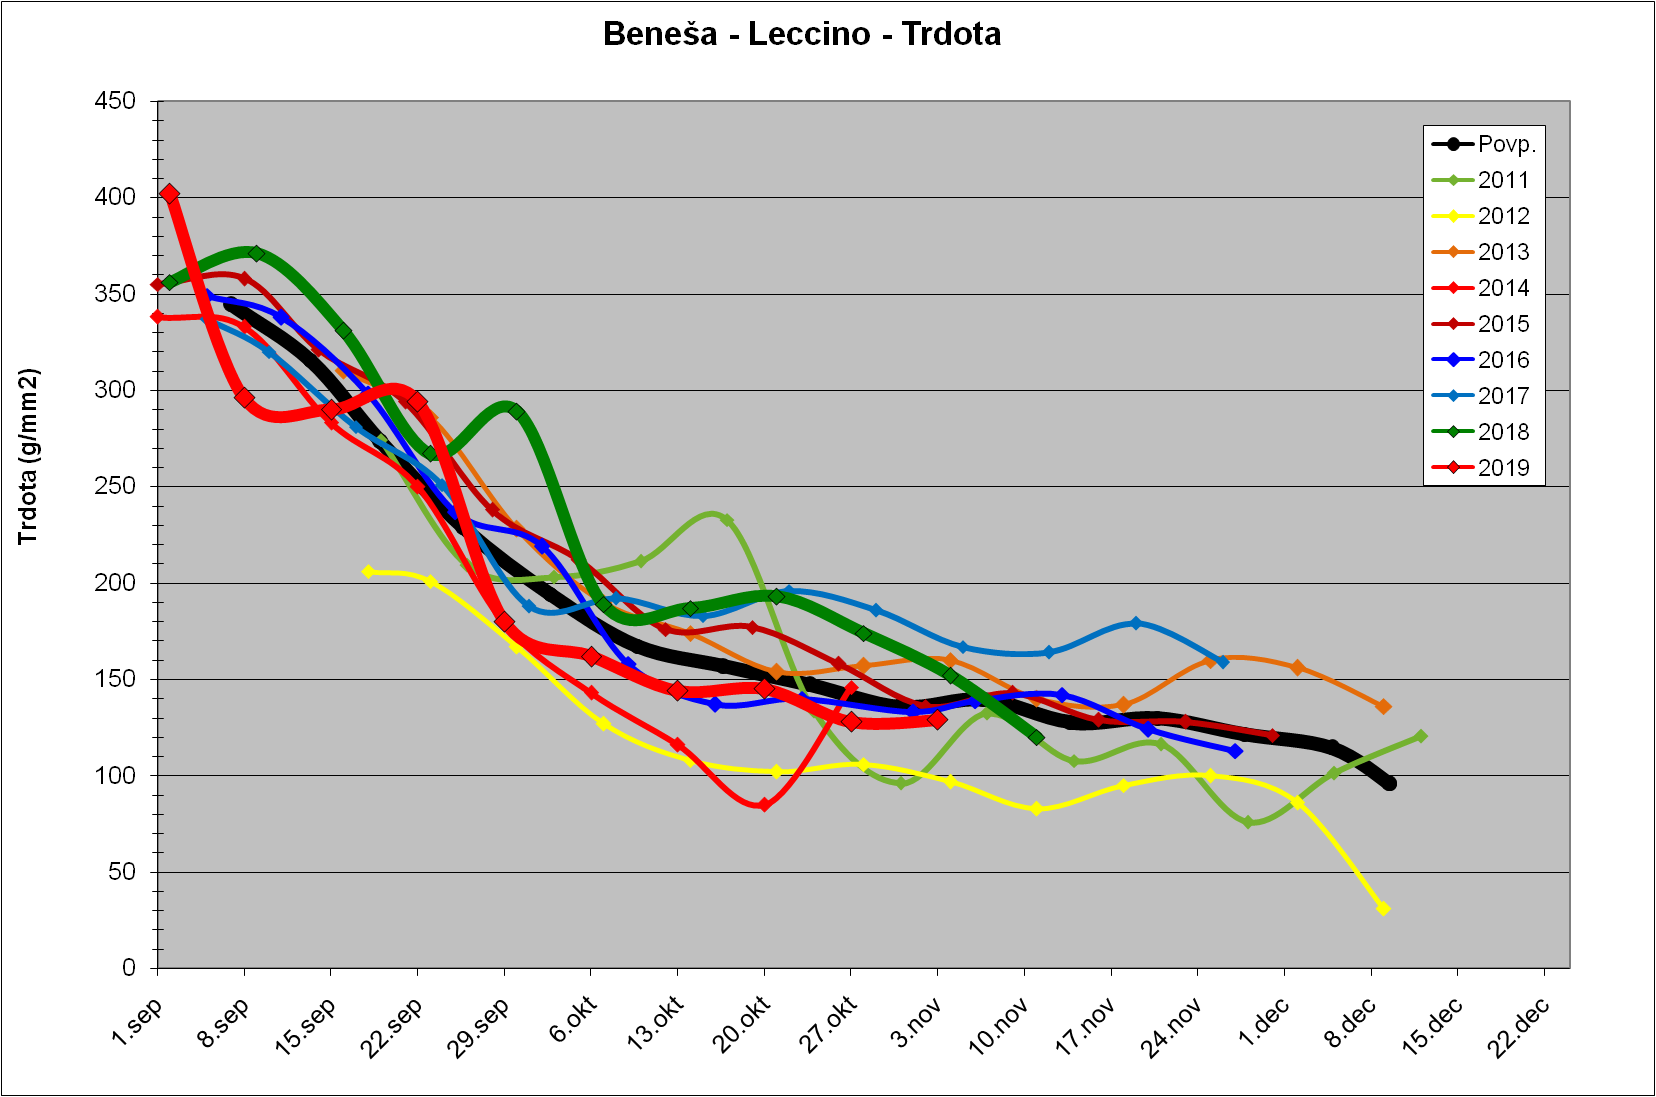 Beneša - Leccino - Trdota
Trdota (g/mm2)
450
400
350
300
250
200
150
100
50
0
1.sep
8.sep
15.sep
22.sep
29.sep
6.okt
13.okt
20.okt
27.okt
3.nov
10.nov
17.nov
24.nov
1.dec
8.dec
15.dec
22.dec
Povp.
2011
2012
2013
2014
2015
2016
2017
2018
2019